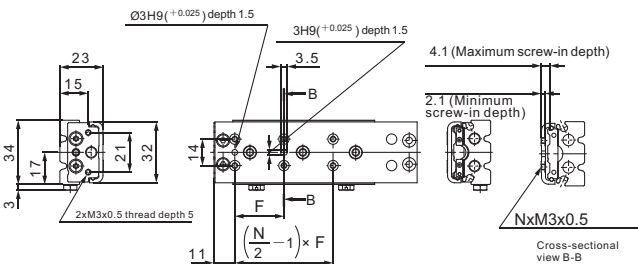 Ø3H9(+0.025) depth 1.5
3H9(+0.025) depth 1.5
4.1 (Maximum screw-in depth)
23
3.5
15
B
2.1 (Minimum
screw-in depth)
34
17
21
32
14
3
F
B
2xM3x0.5 thread depth 5
(N/2 −1)× F
NxM3x0.5
11
Cross-sectional
view B-B